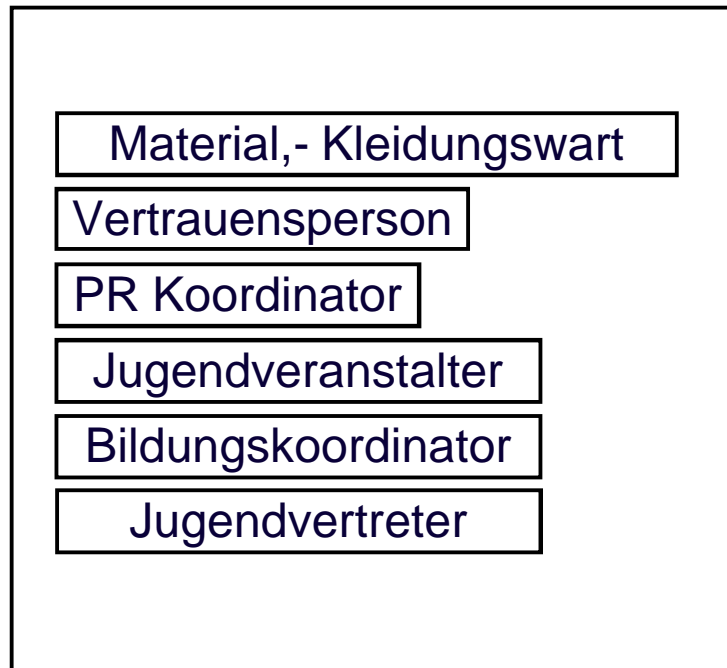 Material,- Kleidungswart
Vertrauensperson
PR Koordinator
Jugendveranstalter
Bildungskoordinator
Jugendvertreter